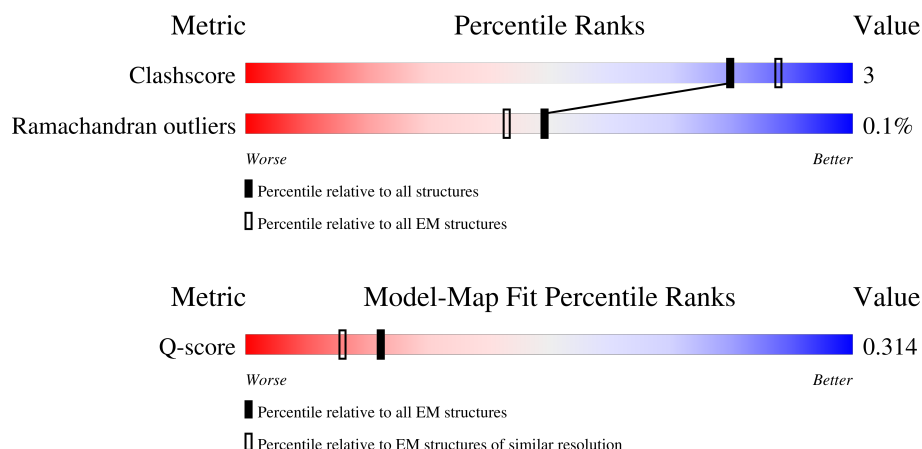 Metric Percentile Ranks Value
Clashscore 3
Ramachandran outliers 0.1%
Worse Better
Percentile relative to all structures
Percentile relative to all EM structures
Metric Model-Map Fit Percentile Ranks Value
Q-score 0.314
Worse Better
Percentile relative to all EM structures
Percentile relative to EM structures of similar resolution